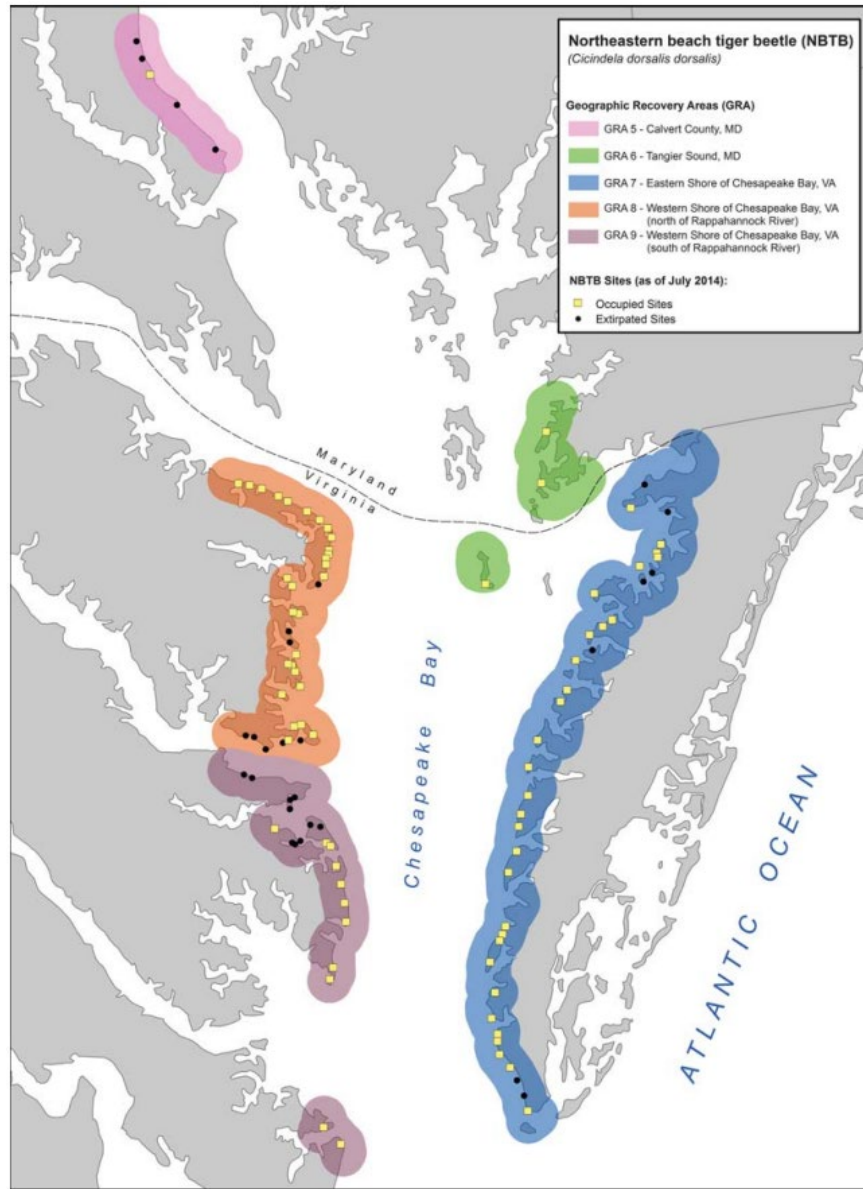 Northeastern beach tiger beetle (NBTB)
(Cicindela dorsalis dorsalis)
Geographic Recovery Areas (GRA)
GRA 5 - Calvert County, MD
GRA 6 - Tangier Sound, MD
GRA 7 - Eastern Shore of Chesapeake Bay, VA
GRA 8 - Western Shore of Chesapeake Bay, VA
(north of Rappahannock River)
GRA 9 - Western Shore of Chesapeake Bay, VA
(south of Rappahannock River)
NBTB Sites (as of July 2014):
Occupied Sites
Extirpated Sites
Maryland
Virginia
Chesapeake Bay
ATLANTIC OCEAN